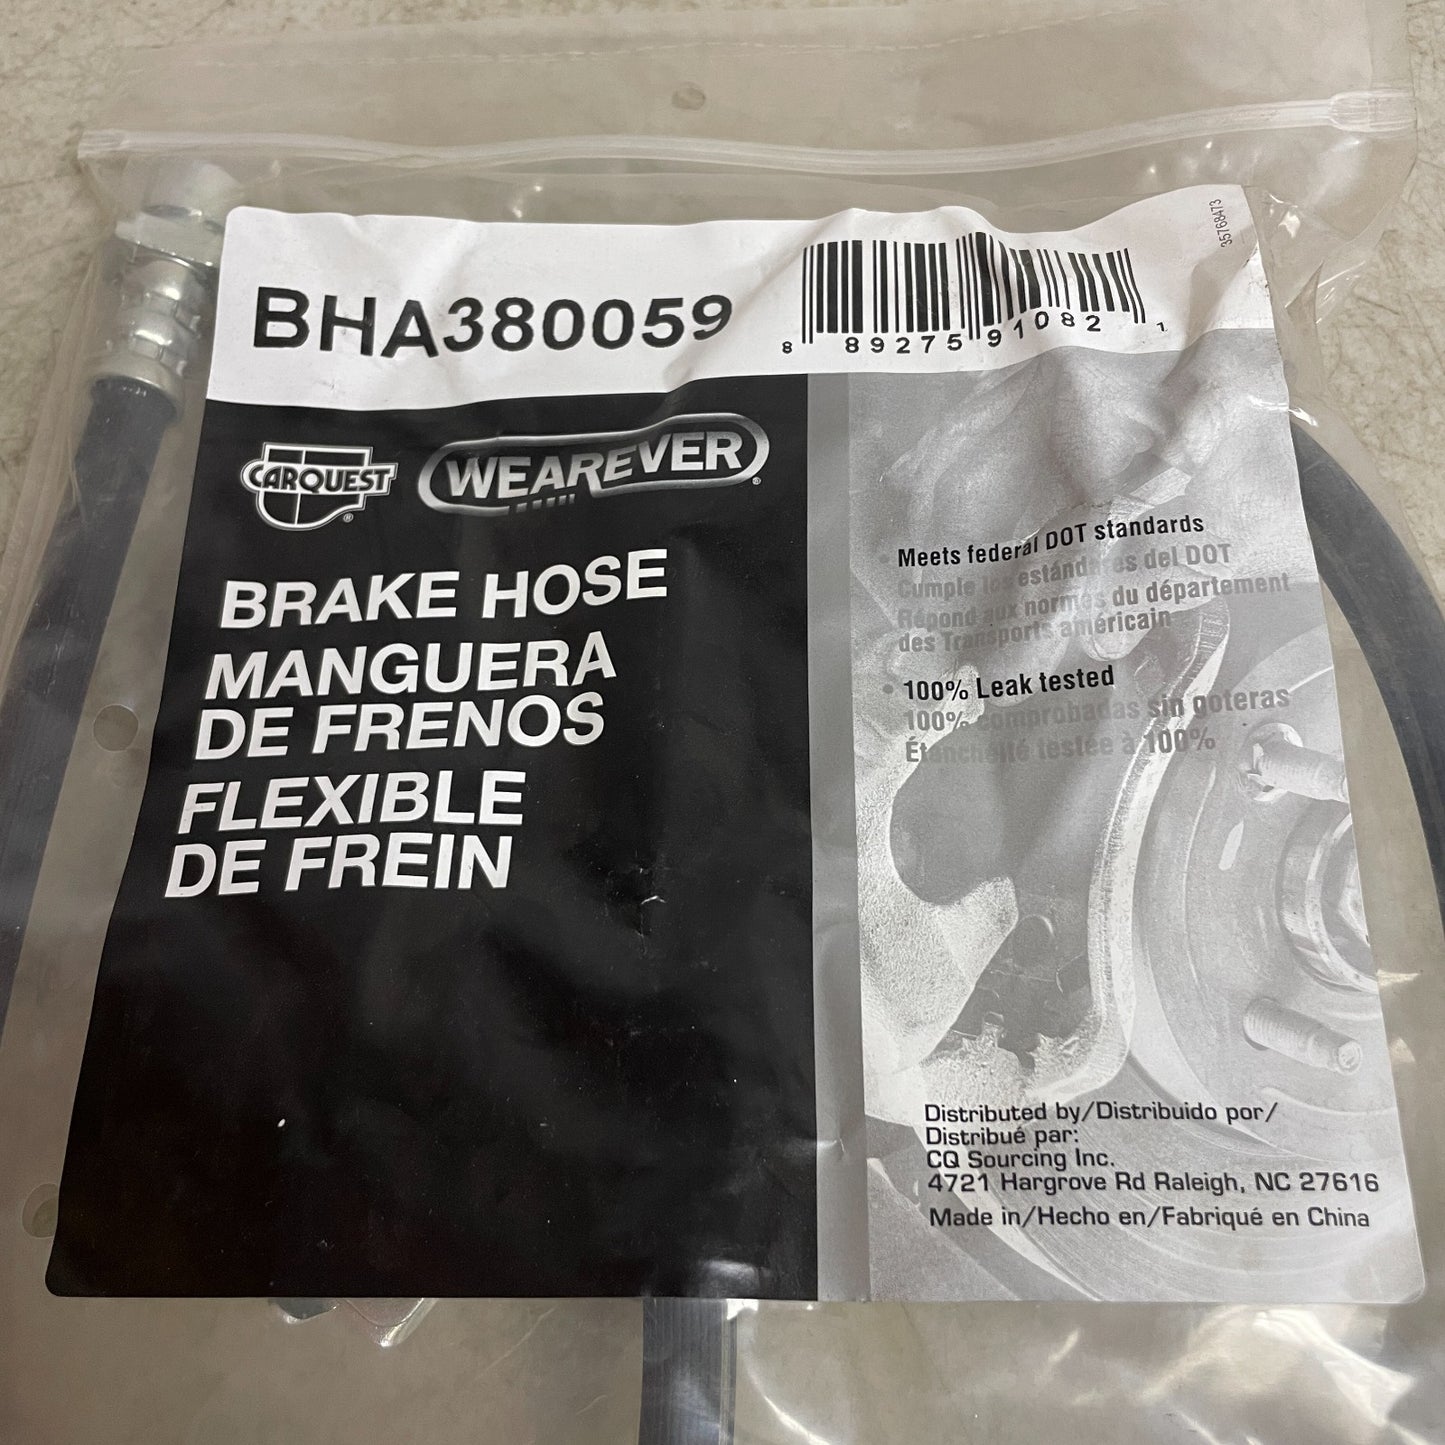 35768473
BHA380059
8 89275 91082 1
CARQUEST ®
WEAREVER ®
BRAKE HOSE
MANGUERA
DE FRENOS
FLEXIBLE
DE FREIN
• Meets federal DOT standards
Cumple los estándares del DOT
Répond aux normes du département
des Transports américain
• 100% Leak tested
100% comprobadas sin goteras
Étanchéité testée à 100%
Distributed by/Distribuido por/
Distribué par:
CQ Sourcing Inc.
4721 Hargrove Rd Raleigh, NC 27616
Made in/Hecho en/Fabriqué en China